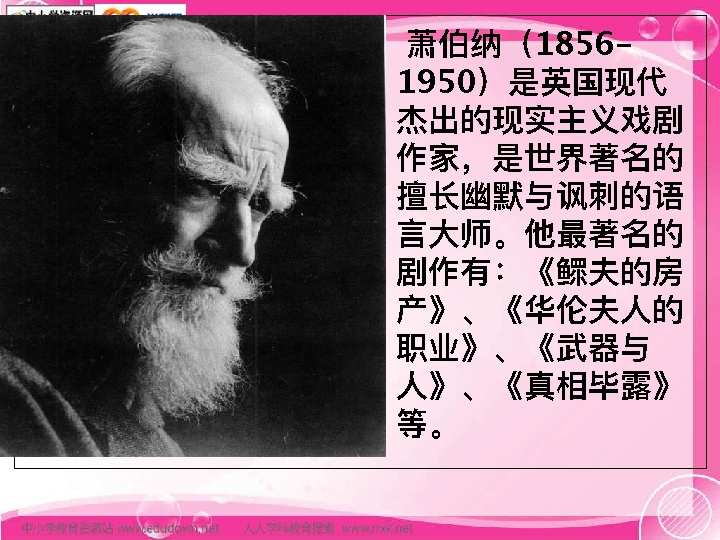 萧伯纳（1856-
1950）是英国现代
杰出的现实主义戏剧
作家，是世界著名的
擅长幽默与讽刺的语
言大师。他最著名的
剧作有：《鳏夫的房
产》、《华伦夫人的
职业》、《武器与
人》、《真相毕露》
等。
中小学教育资源站 www.edudown.net 人人学科教育搜索 www.rrxk.net